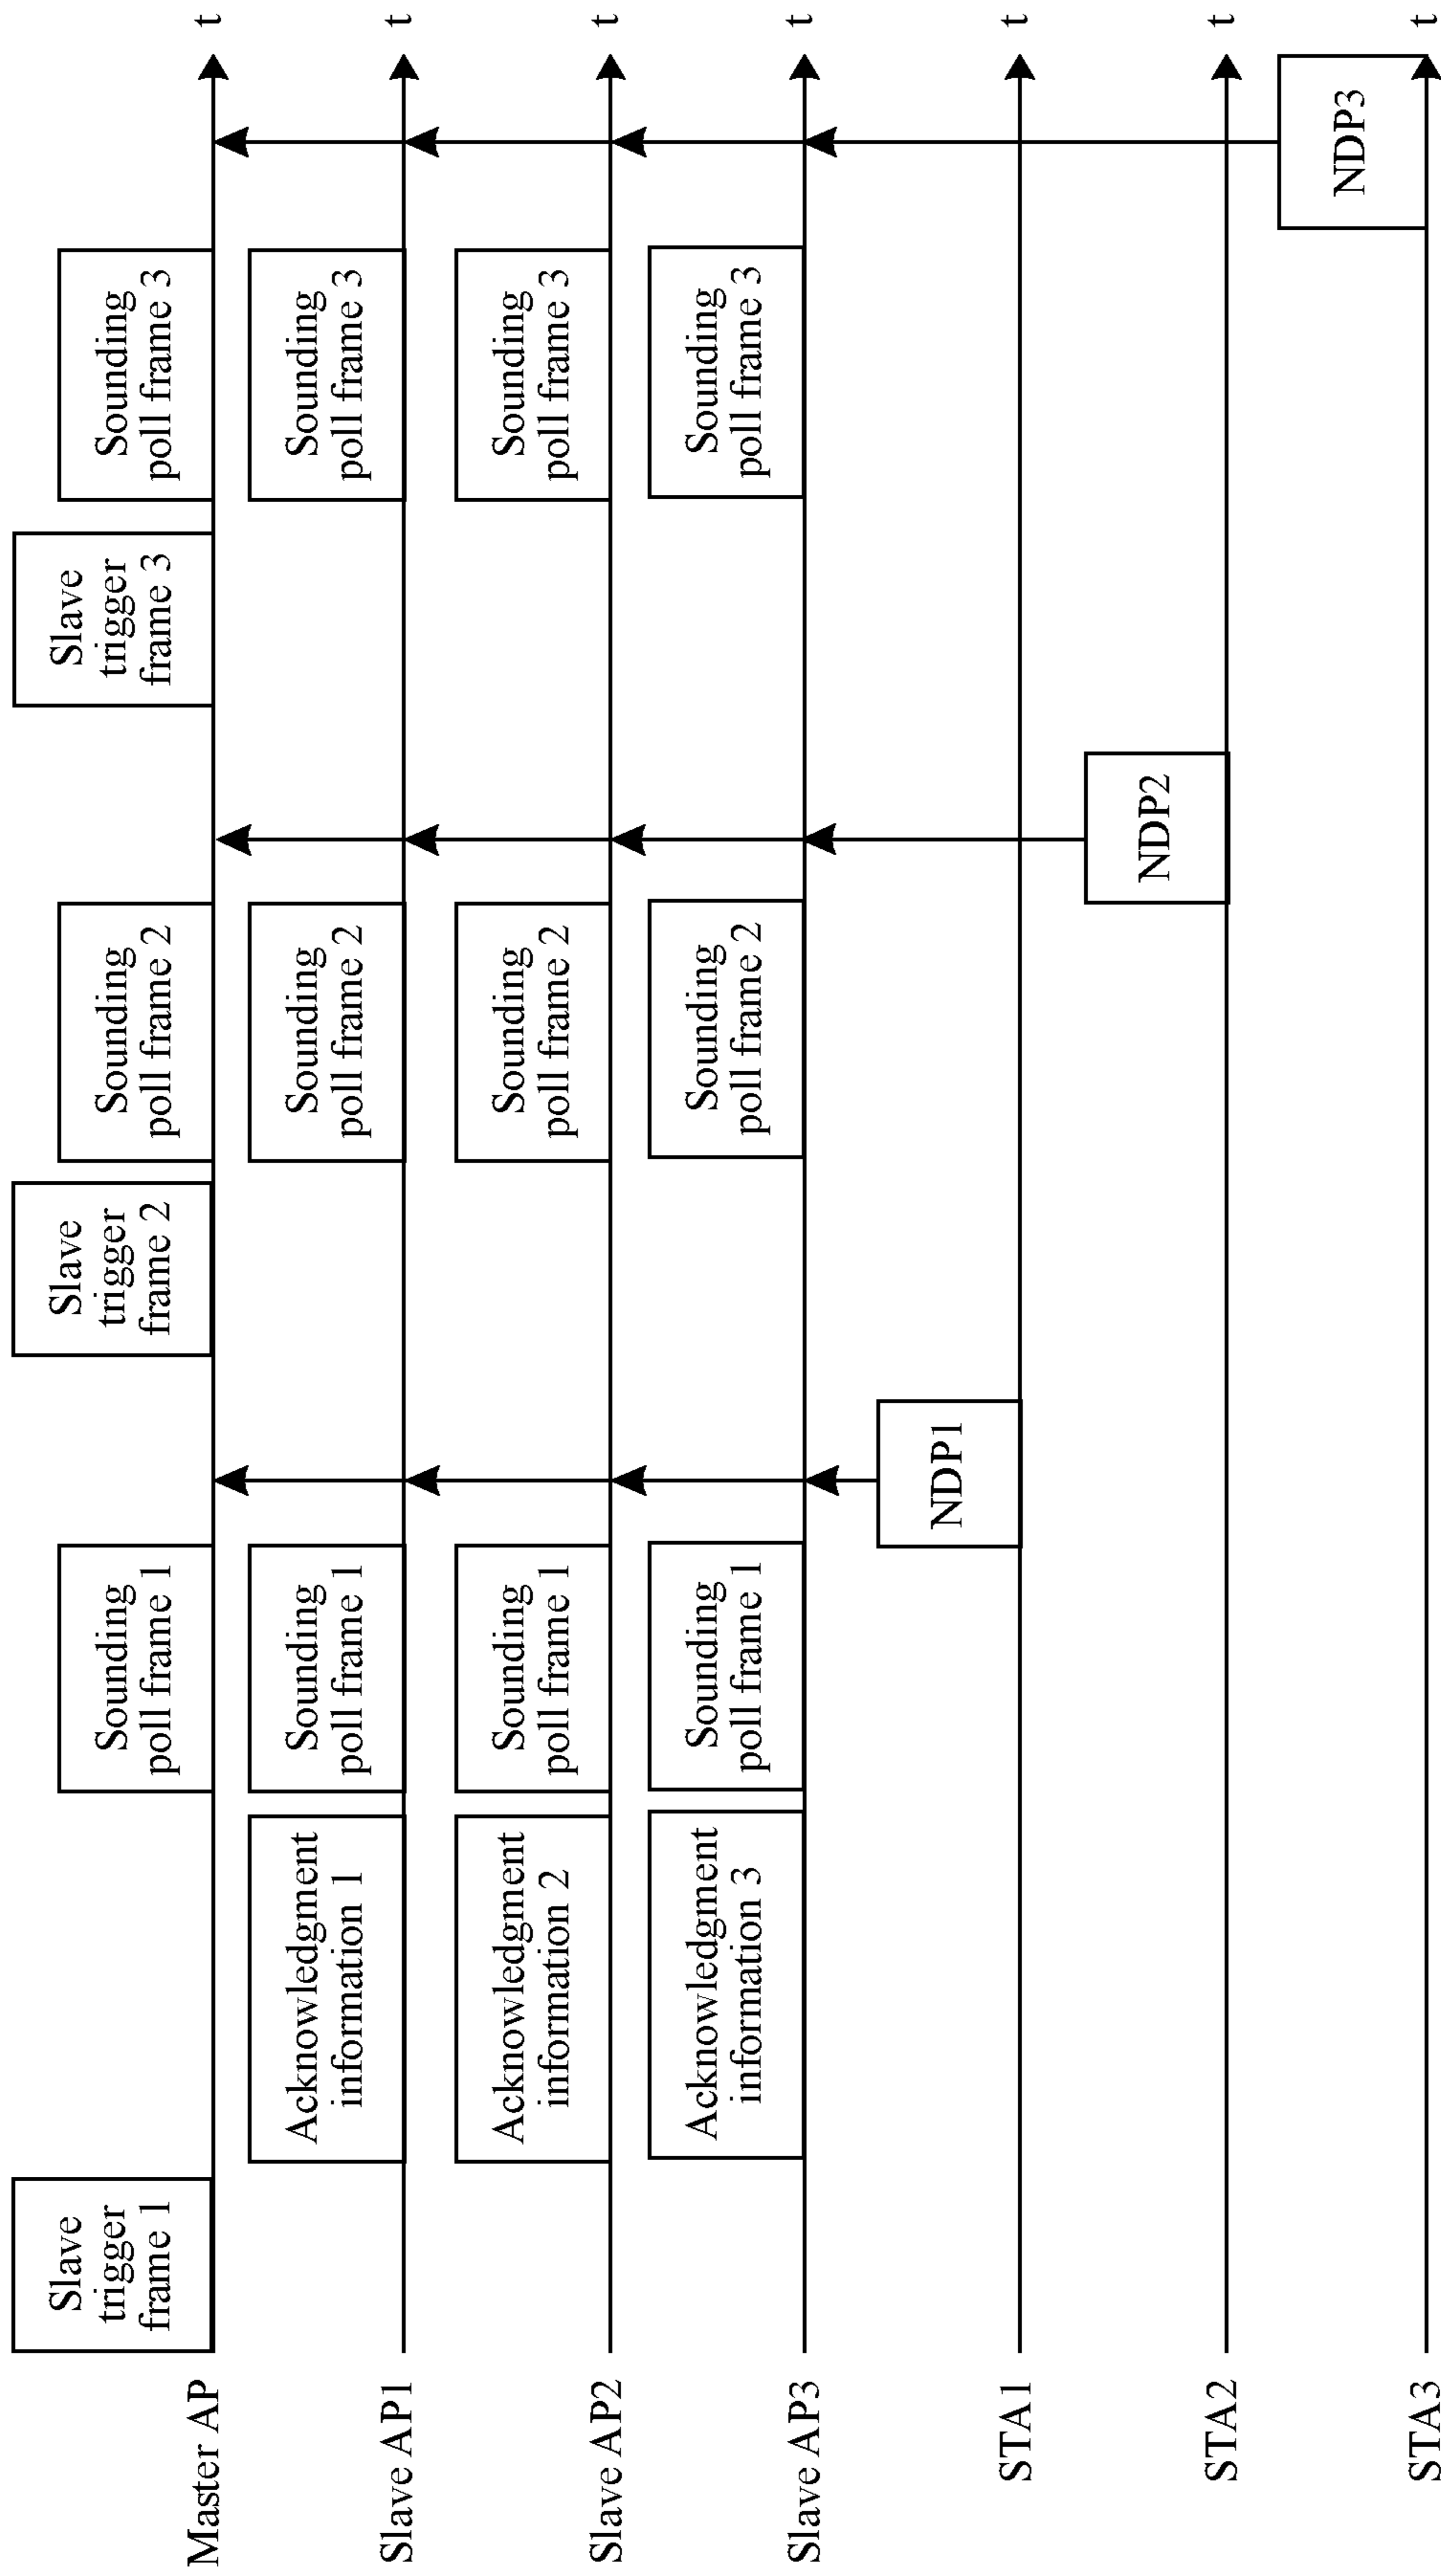 Slave
trigger
frame 1
Sounding
poll frame 1
Slave
trigger
frame 2
Sounding
poll frame 2
Slave
trigger
frame 3
Sounding
poll frame 3
Master AP
t
Acknowledgment
information 1
Sounding
poll frame 1
Sounding
poll frame 2
Sounding
poll frame 3
Slave AP1
t
Acknowledgment
information 2
Sounding
poll frame 1
Sounding
poll frame 2
Sounding
poll frame 3
Slave AP2
t
Acknowledgment
information 3
Sounding
poll frame 1
Sounding
poll frame 2
Sounding
poll frame 3
Slave AP3
t
NDP1
STA1
t
NDP2
STA2
t
NDP3
STA3
t